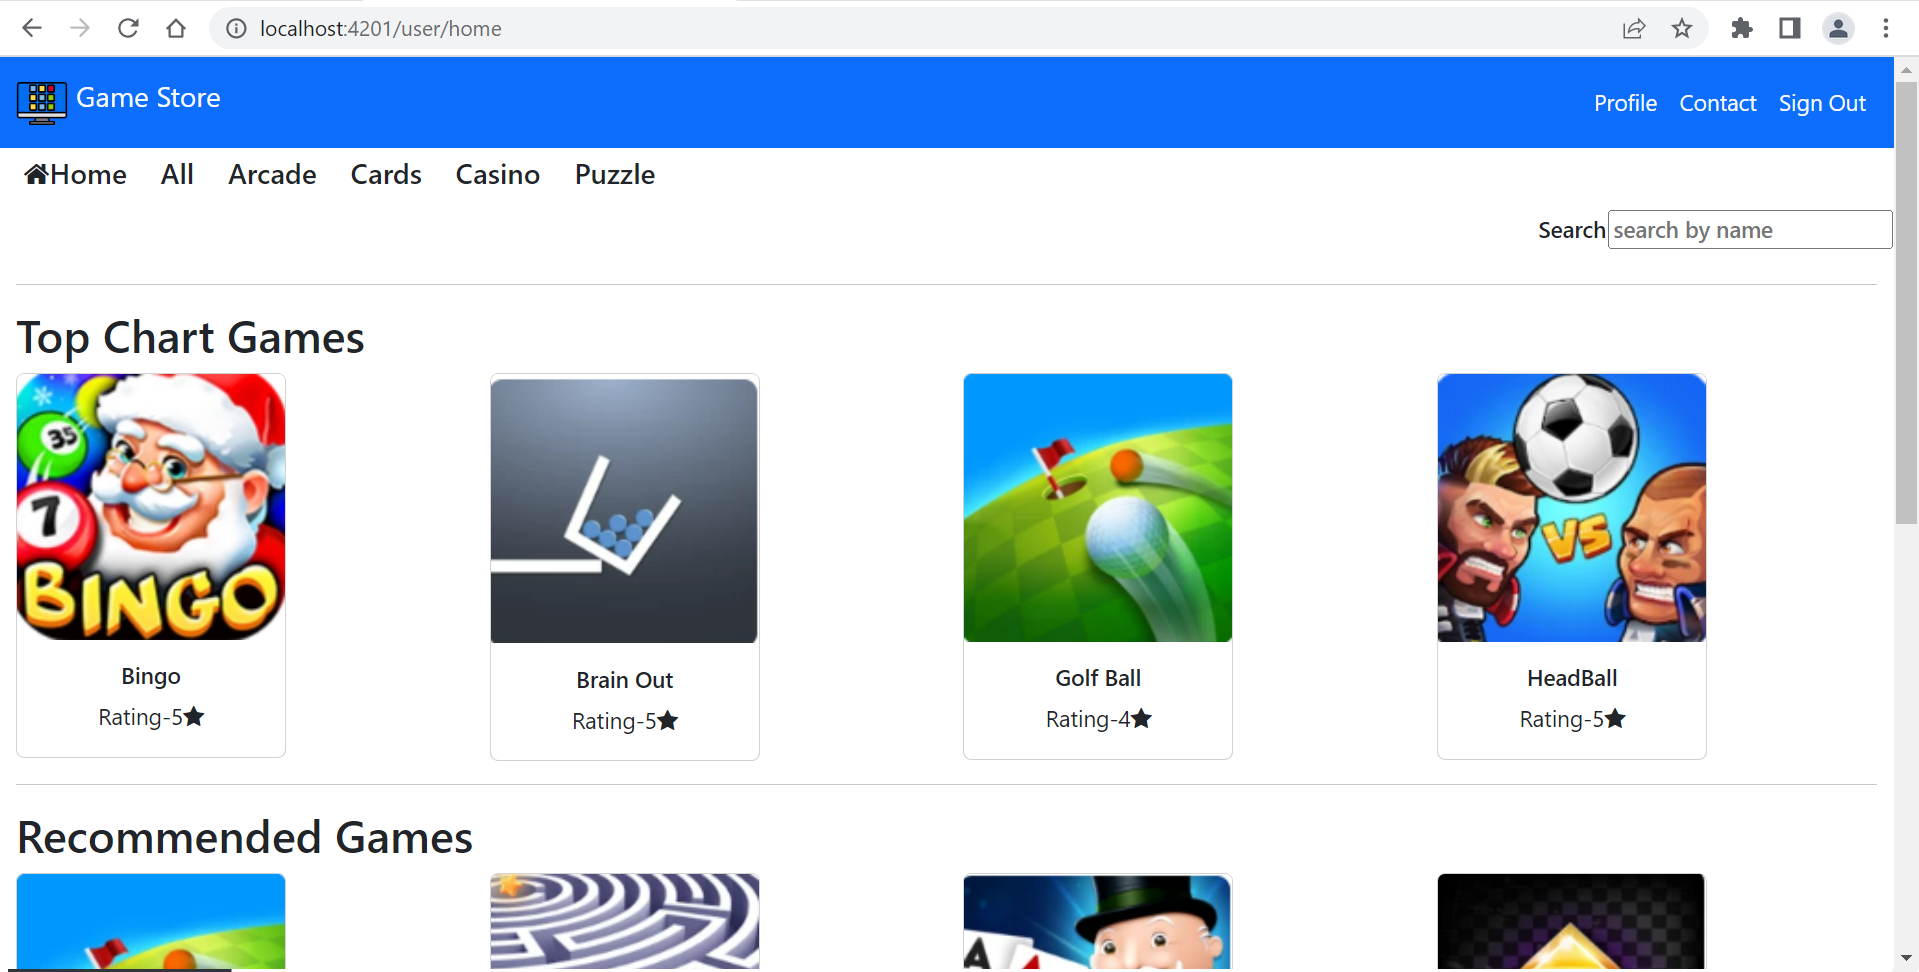 localhost:4201/user/home
Game Store
Profile Contact Sign Out
Home All Arcade Cards Casino Puzzle
Search search by name
Top Chart Games
35
7
BINGO
VS
Bingo
Rating-5
Brain Out
Rating-5
Golf Ball
Rating-4
HeadBall
Rating-5
Recommended Games
A
A